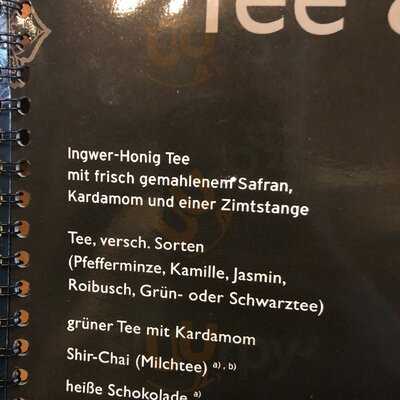 Tee &
Ingwer-Honig Tee
mit frisch gemahlenem Safran,
Kardamom und einer Zimtstange
Tee, versch. Sorten
(Pfefferminze, Kamille, Jasmin,
Roibusch, Grün- oder Schwarztee)
grüner Tee mit Kardamom
Shir-Chai (Milchtee) a), b)
heiße Schokolade a)